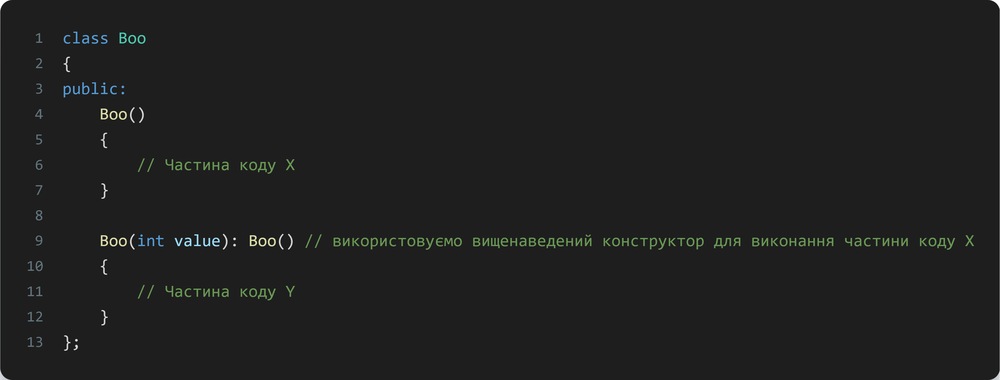 1 class Boo
2 {
3 public:
4     Boo()
5     {
6         // Частина коду X
7     }
8
9     Boo(int value): Boo() // використовуємо вищенаведений конструктор для виконання частини коду X
10     {
11         // Частина коду Y
12     }
13 };